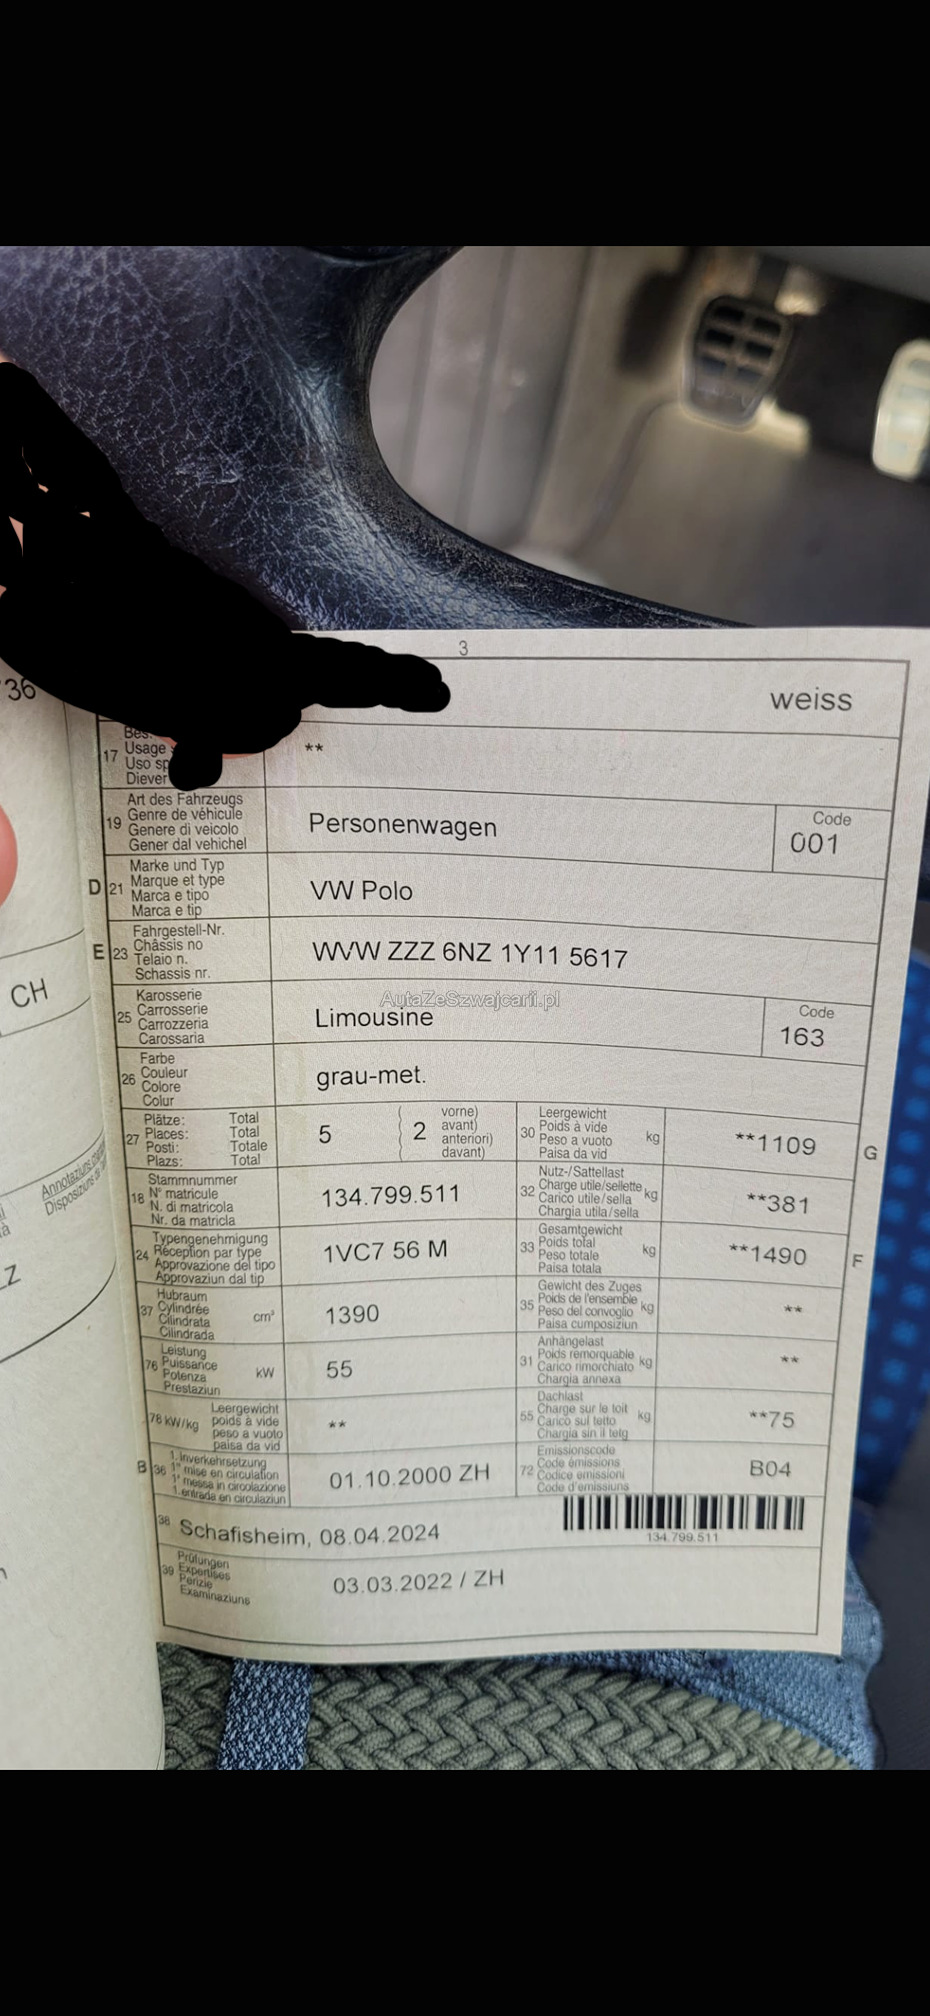 3
'36
weiss
17 Bes.
Usage
Uso sp
Diever
**
19 Art des Fahrzeugs
Genre de véhicule
Genere di veicolo
Gener dal vehichel
Personenwagen
Code
001
D 21 Marke und Typ
Marque et type
Marca e tipo
Marca e tip
VW Polo
E 23 Fahrgestell-Nr.
Châssis no
Telaio n.
Schassis nr.
WVW ZZZ 6NZ 1Y11 5617
AutaZeSzwajcarii.pl
CH
25 Karosserie
Carrosserie
Carrozzeria
Carossaria
Limousine
Code
163
26 Farbe
Couleur
Colore
Colur
grau-met.
27 Plätze: Total
Places: Total
Posti: Totale
Plazs: Total
5
( 2 vorne)
avant)
anteriori)
davant)
30 Leergewicht
Poids à vide
Peso a vuoto kg
Paisa da vid
**1109
G
18 Stammnummer
N° matricule
N. di matricola
Nr. da matricla
134.799.511
32 Nutz-/Sattellast
Charge utile/sellette kg
Carico utile/sella
Chargia utila/sella
**381
24 Typengenehmigung
Réception par type
Approvazione del tipo
Approvaziun dal tip
1VC7 56 M
33 Gesamtgewicht
Poids total kg
Peso totale
Paisa totala
**1490
F
37 Hubraum
Cylindrée
Cilindrata cm³
Cilindrada
1390
35 Gewicht des Zuges
Poids de l'ensemble
Peso del convoglio kg
Paisa cumposiziun
**
76 Leistung
Puissance
Potenza kW
Prestaziun
55
31 Anhängelast
Poids remorquable
Carico rimorchiato kg
Chargia annexa
**
78 kW/kg Leergewicht
poids à vide
peso a vuoto
paisa da vid
**
55 Dachlast
Charge sur le toit
Carico sul tetto kg
Chargia sin il tetg
**75
B 36 1. Inverkehrsetzung
1re mise en circulation
1a messa in circolazione
1. entrada en circulaziun
01.10.2000 ZH
72 Emissionscode
Code émissions
Codice emissioni
Code d'emissiuns
B04
38 Schafisheim, 08.04.2024
134.799.511
39 Prüfungen
Expertises
Perizie
Examinaziuns
03.03.2022 / ZH